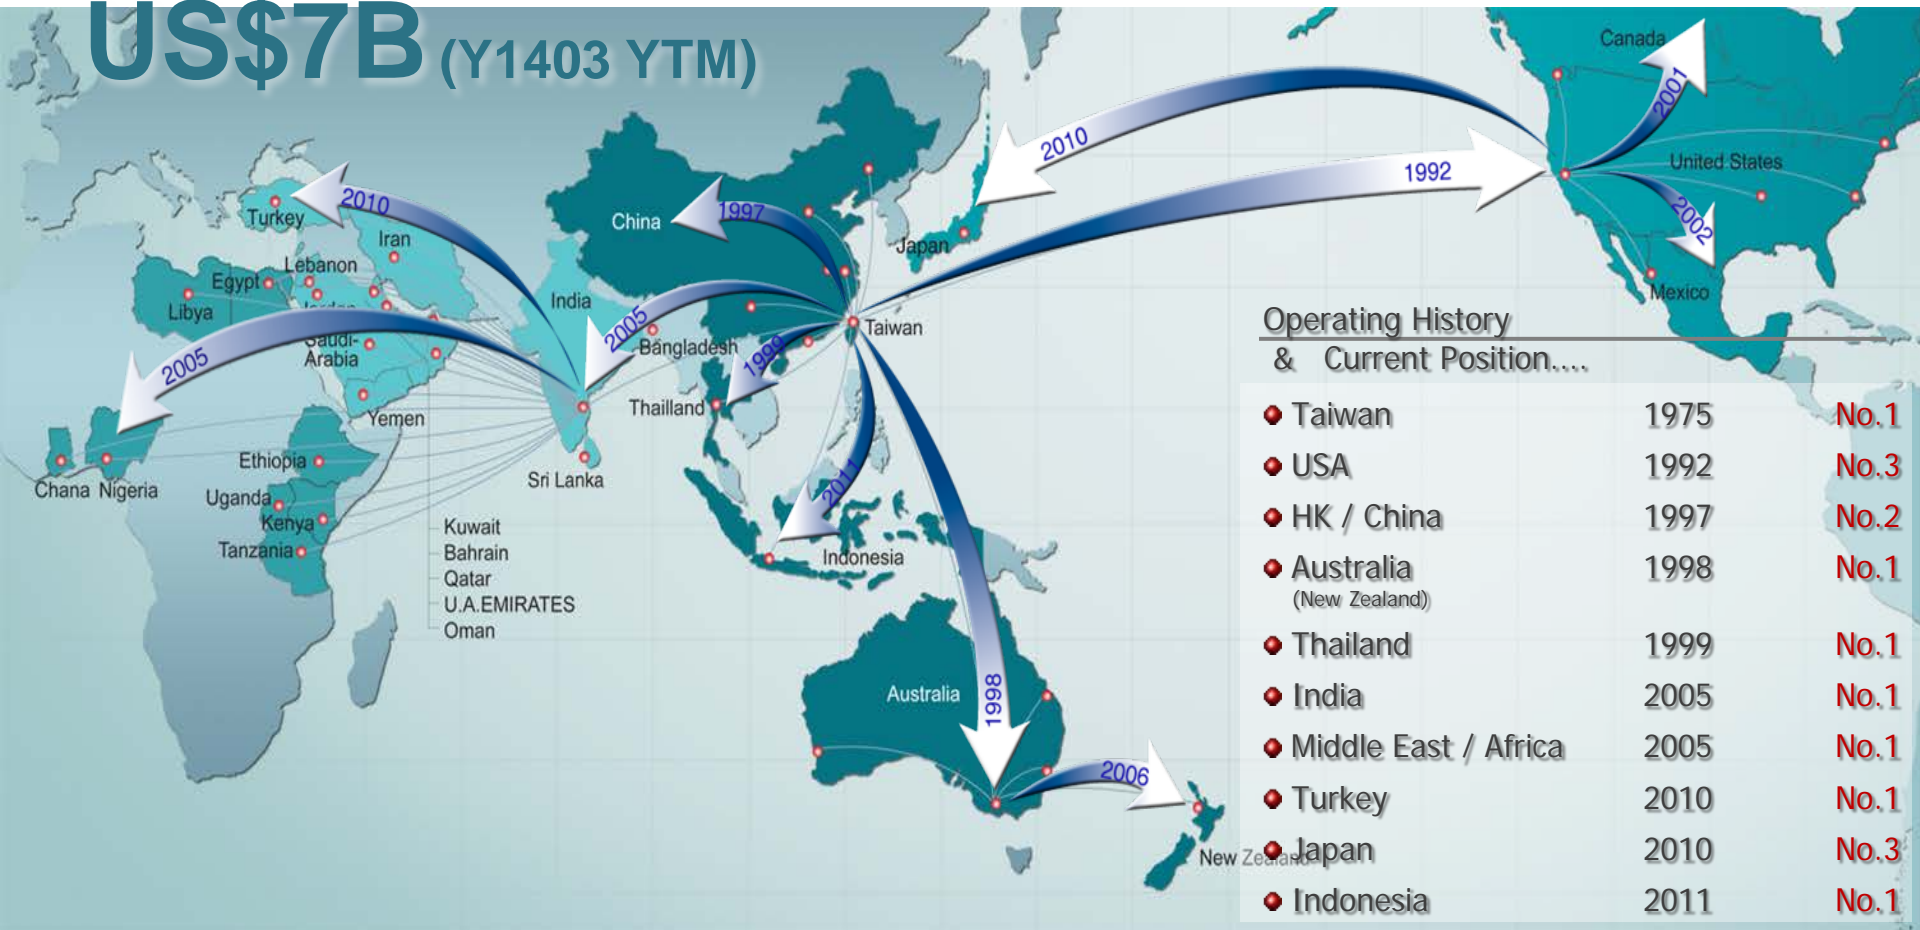 US$7B (Y1403 YTM)
Canada
2001
2010
1992
United States
2002
Mexico
2010
Turkey
China
1997
Japan
Iran
Lebanon
Egypt
Libya
India
2005
Taiwan
Bangladesh
1999
Saudi-
Arabia
2005
Yemen
Thailland
Ethiopia
Chana Nigeria
Sri Lanka
Uganda
Kenya
Tanzania
2011
Indonesia
Kuwait
Bahrain
Qatar
U.A.EMIRATES
Oman
Australia
1998
2006
New Zealand
Operating History
& Current Position....
Taiwan 1975 No.1
USA 1992 No.3
HK / China 1997 No.2
Australia 1998 No.1
(New Zealand)
Thailand 1999 No.1
India 2005 No.1
Middle East / Africa 2005 No.1
Turkey 2010 No.1
Japan 2010 No.3
Indonesia 2011 No.1